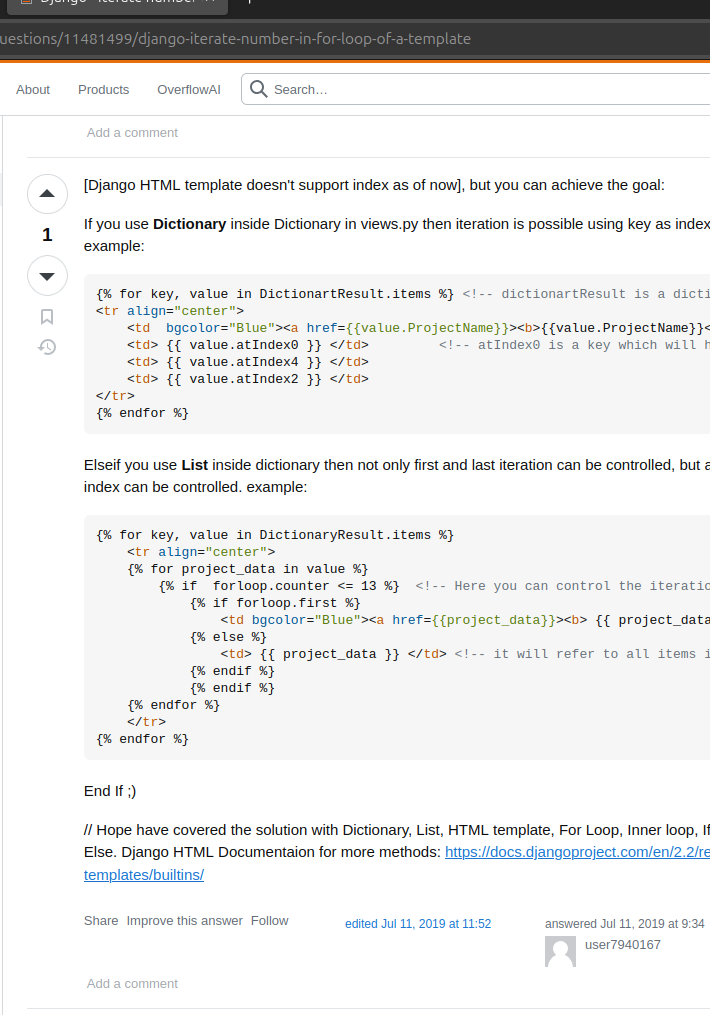 Django - iterate number
uestions/11481499/django-iterate-number-in-for-loop-of-a-template
About Products OverflowAI Search…
Add a comment
[Django HTML template doesn't support index as of now], but you can achieve the goal:
1
If you use Dictionary inside Dictionary in views.py then iteration is possible using key as index
example:
{% for key, value in DictionartResult.items %} <!-- dictionartResult is a dicti
<tr align="center">
    <td  bgcolor="Blue"><a href={{value.ProjectName}}><b>{{value.ProjectName}}<
    <td> {{ value.atIndex0 }} </td>         <!-- atIndex0 is a key which will h
    <td> {{ value.atIndex4 }} </td>
    <td> {{ value.atIndex2 }} </td>
</tr>
{% endfor %}
Elseif you use List inside dictionary then not only first and last iteration can be controlled, but a
index can be controlled. example:
{% for key, value in DictionaryResult.items %}
    <tr align="center">
    {% for project_data in value %}
        {% if  forloop.counter <= 13 %}  <!-- Here you can control the iteratio
            {% if forloop.first %}
                <td bgcolor="Blue"><a href={{project_data}}><b> {{ project_data
            {% else %}
                <td> {{ project_data }} </td> <!-- it will refer to all items i
            {% endif %}
            {% endif %}
    {% endfor %}
    </tr>
{% endfor %}
End If ;)
// Hope have covered the solution with Dictionary, List, HTML template, For Loop, Inner loop, If
Else. Django HTML Documentaion for more methods: https://docs.djangoproject.com/en/2.2/re
templates/builtins/
Share Improve this answer Follow edited Jul 11, 2019 at 11:52 answered Jul 11, 2019 at 9:34
user7940167
Add a comment